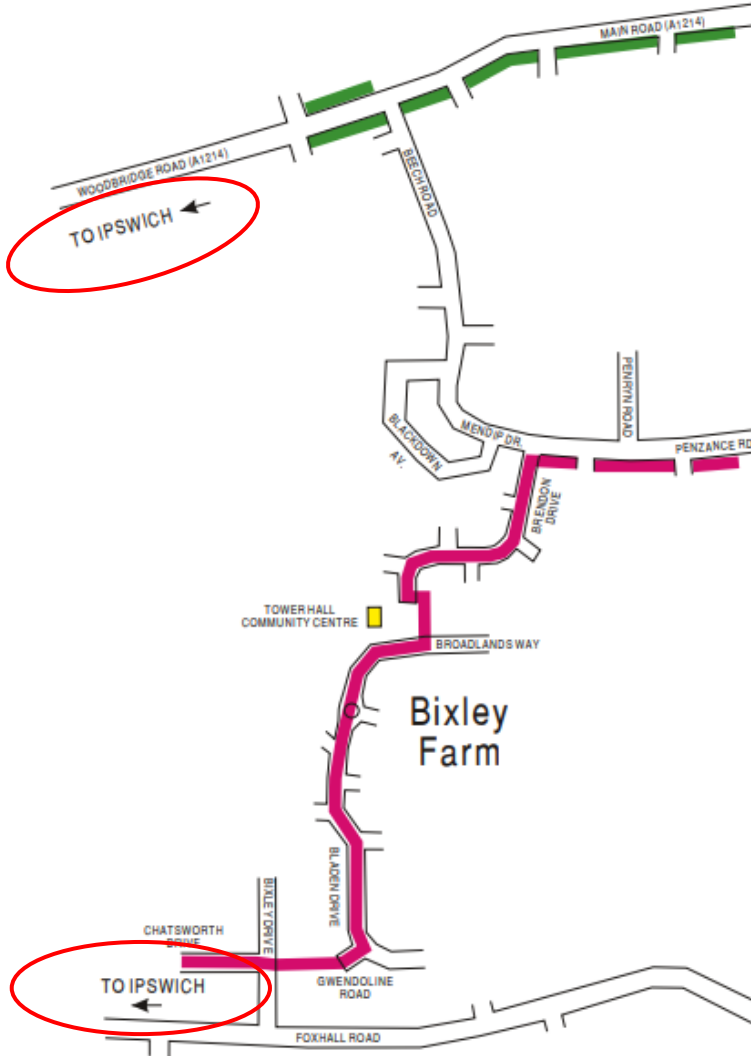 MAIN ROAD (A1214)
WOODBRIDGE ROAD (A1214)
TO IPSWICH
BEECH ROAD
PENRYN ROAD
MENDIP DR.
PENZANCE RD
BLACKDOWN
AV.
BRENDON
DRIVE
TOWER HALL
COMMUNITY CENTRE
BROADLANDS WAY
Bixley
Farm
BLADEN DRIVE
BIXLEY DRIVE
CHATSWORTH
DRIVE
TO IPSWICH
GWENDOLINE
ROAD
FOXHALL ROAD